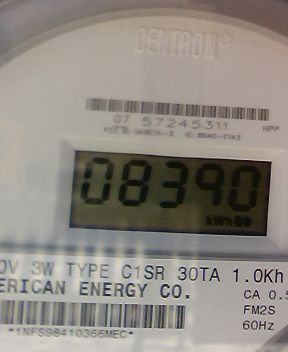 CENTRON®
07 57245311
08390
kWh
0V 3W TYPE C1SR 30TA 1.0Kh
ERICAN ENERGY CO.
CA 0.5
FM2S
*1NFS98410366MEC*
60Hz